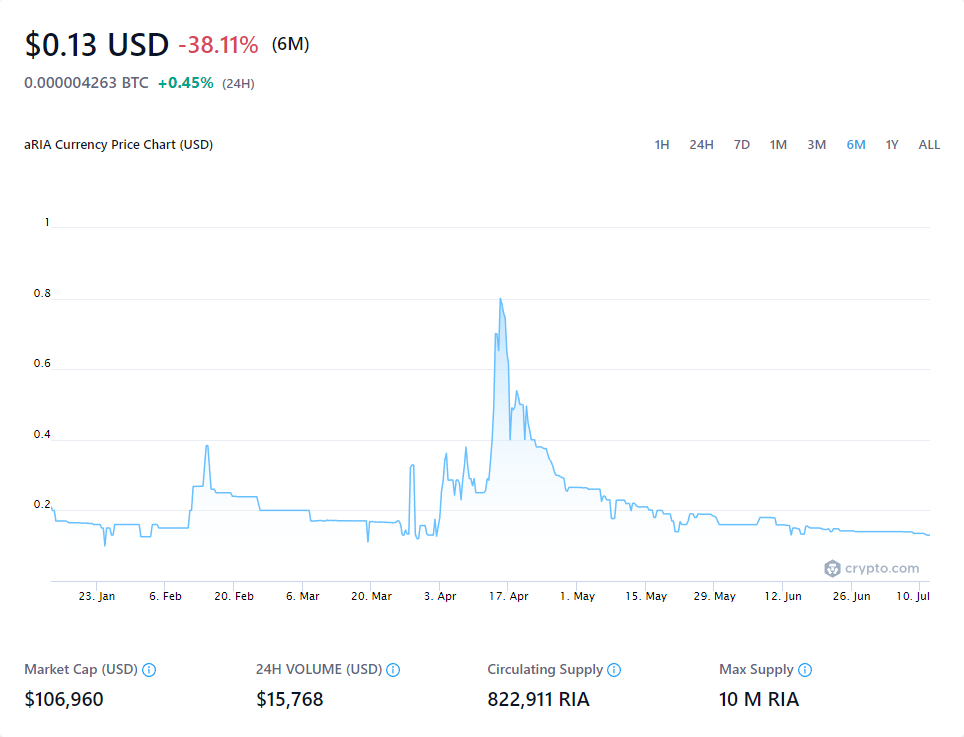 $0.13 USD -38.11% (6M)
0.000004263 BTC +0.45% (24H)
aRIA Currency Price Chart (USD) 1H 24H 7D 1M 3M 6M 1Y ALL
1
0.8
0.6
0.4
0.2
crypto.com
23. Jan 6. Feb 20. Feb 6. Mar 20. Mar 3. Apr 17. Apr 1. May 15. May 29. May 12. Jun 26. Jun 10. Jul
Market Cap (USD) 24H VOLUME (USD) Circulating Supply Max Supply
$106,960 $15,768 822,911 RIA 10 M RIA